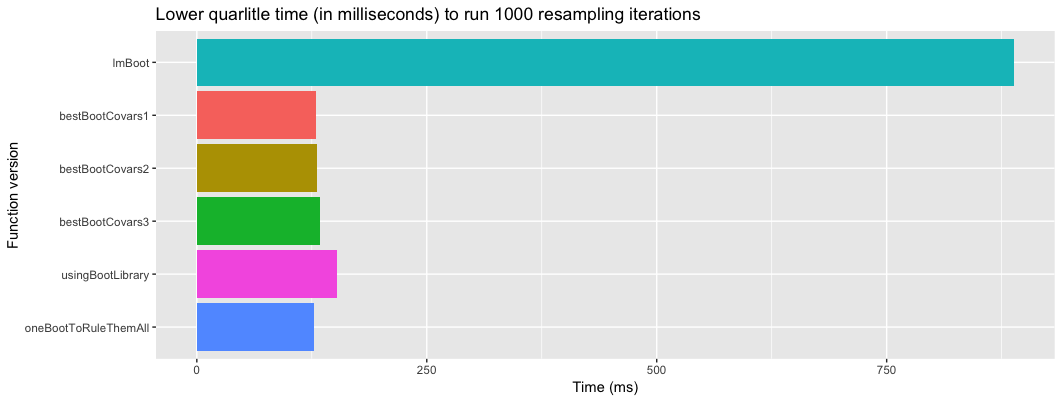 Lower quarlitle time (in milliseconds) to run 1000 resampling iterations
Function version
lmBoot
bestBootCovars1
bestBootCovars2
bestBootCovars3
usingBootLibrary
oneBootToRuleThemAll
0
250
500
750
Time (ms)